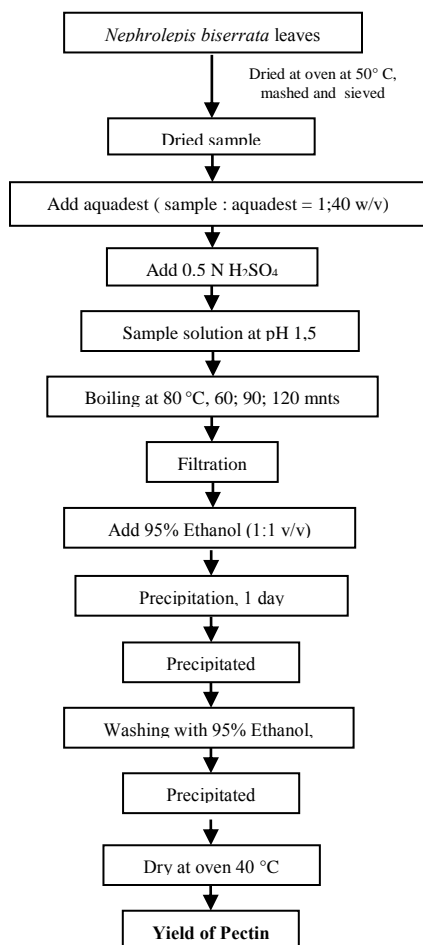 Nephrolepis biserrata leaves
Dried at oven at 50° C,
mashed and sieved
Dried sample
Add aquadest ( sample : aquadest = 1;40 w/v)
Add 0.5 N H₂SO₄
Sample solution at pH 1,5
Boiling at 80 °C, 60; 90; 120 mnts
Filtration
Add 95% Ethanol (1:1 v/v)
Precipitation, 1 day
Precipitated
Washing with 95% Ethanol,
Precipitated
Dry at oven 40 °C
Yield of Pectin